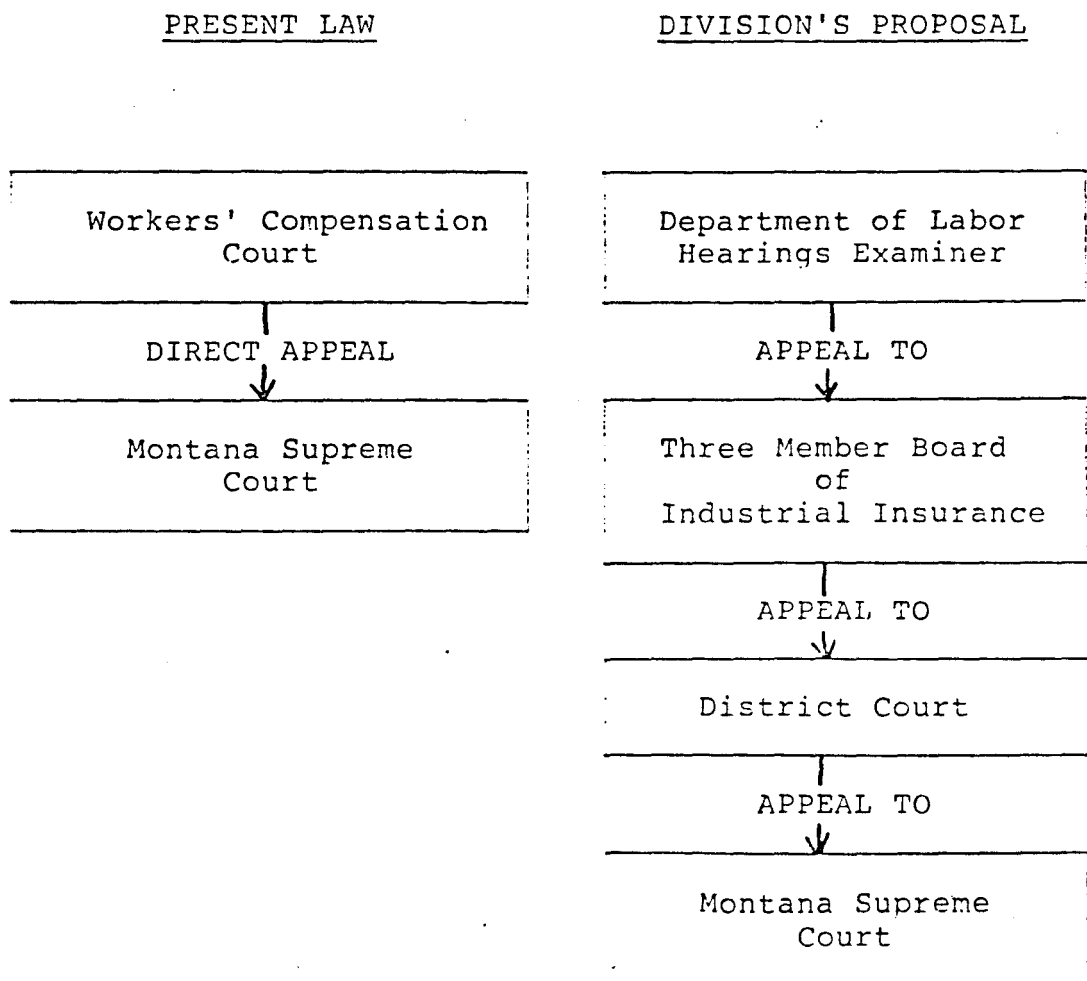 PRESENT LAW
Workers' Compensation
Court
DIRECT APPEAL
Montana Supreme
Court
DIVISION'S PROPOSAL
Department of Labor
Hearings Examiner
APPEAL TO
Three Member Board
of
Industrial Insurance
APPEAL TO
District Court
APPEAL TO
Montana Supreme
Court